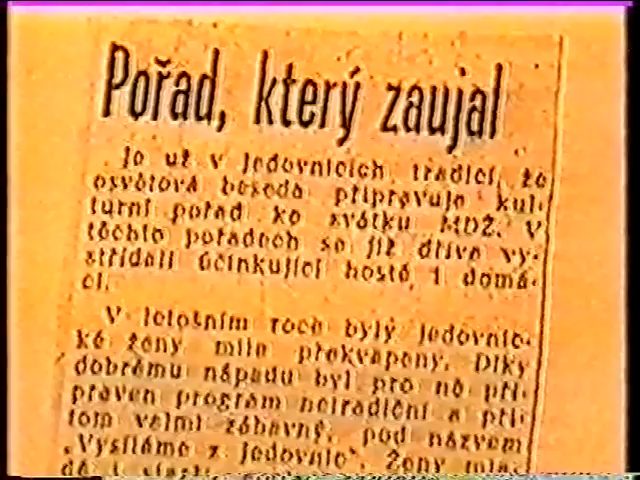 Pořad, který zaujal
Je už v Jedovnicích tradicí, že
osvětová beseda připravuje kul-
turní pořad ke svátku MDŽ. V
těchto pořadech se již dříve vy-
střídali účinkující hosté, i domá-
cí.
V letošním roce byly jedovnic-
ké ženy mile překvapeny. Díky
dobrému nápadu byl pro ně při-
praven program netradiční a při-
tom velmi zábavný, pod názvem
„Vysíláme z Jedovnic“. Ženy